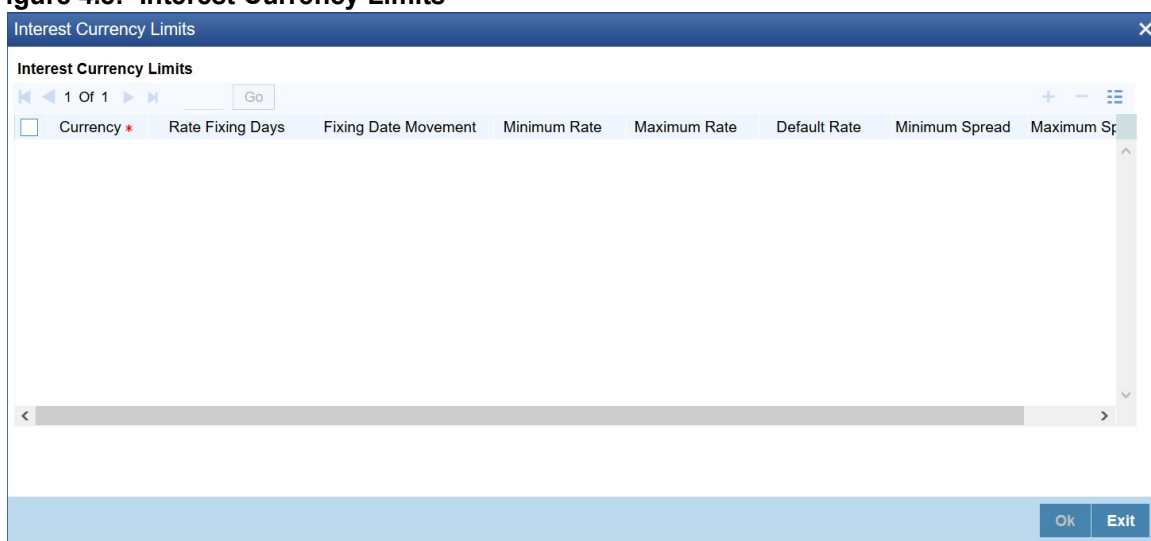 Interest Currency Limits
Interest Currency Limits
1 Of 1 Go
Currency * Rate Fixing Days Fixing Date Movement Minimum Rate Maximum Rate Default Rate Minimum Spread Maximum
Ok Exit